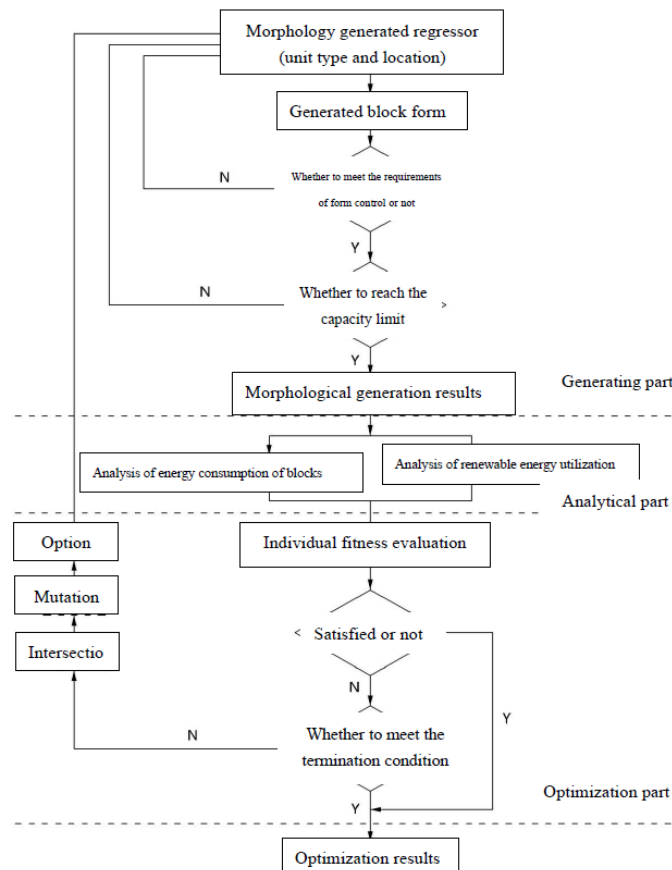 Morphology generated regressor
(unit type and location)
Generated block form
N
Whether to meet the requirements
of form control or not
Y
N
Whether to reach the
capacity limit
>
Y
Morphological generation results
Generating part
Analysis of energy consumption of blocks
Analysis of renewable energy utilization
Analytical part
Option
Individual fitness evaluation
Mutation
< Satisfied or not
Intersectio
N
Y
N
Whether to meet the
termination condition
Y
Optimization part
Optimization results